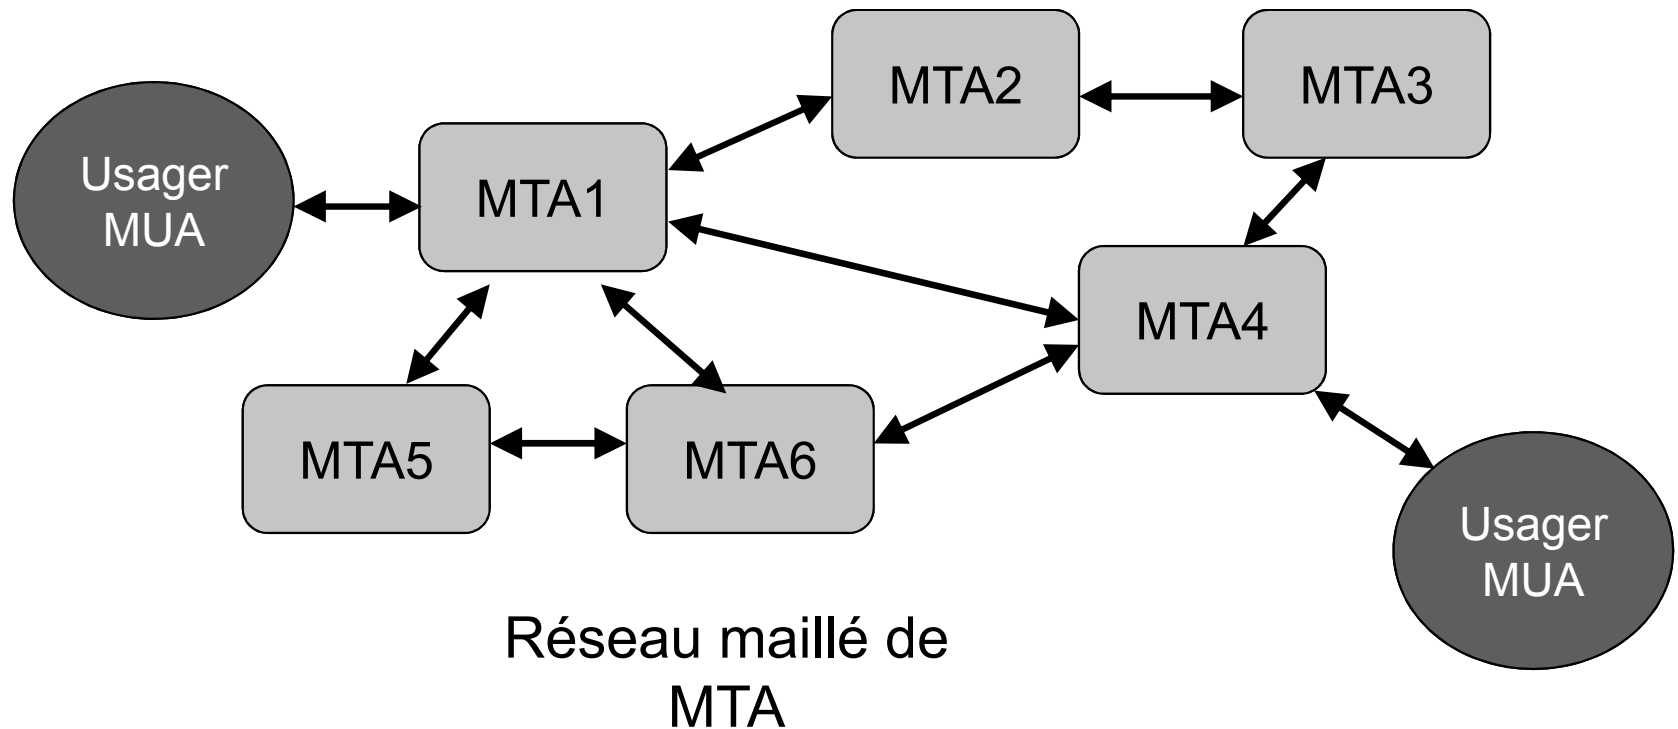 MTA2
MTA3
Usager
MUA
MTA1
MTA4
MTA5
MTA6
Usager
MUA
Réseau maillé de
MTA